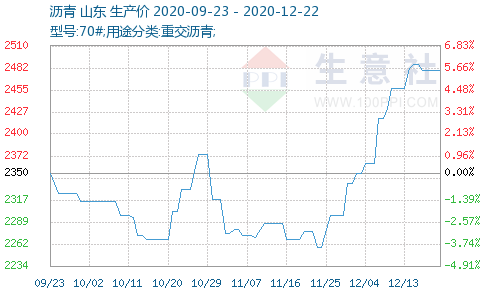 沥青 山东 生产价 2020-09-23 - 2020-12-22
型号:70#;用途分类:重交沥青;
2510 6.83%
2482 5.66%
2455 4.48%
2427 3.31%
2400 2.13%
2372 0.96%
2350 0.00%
2317 -1.39%
2289 -2.57%
2262 -3.74%
2234 -4.91%
PPI 生意社
WWW.100PPI.COM
09/23 10/02 10/11 10/20 10/29 11/07 11/16 11/25 12/04 12/13